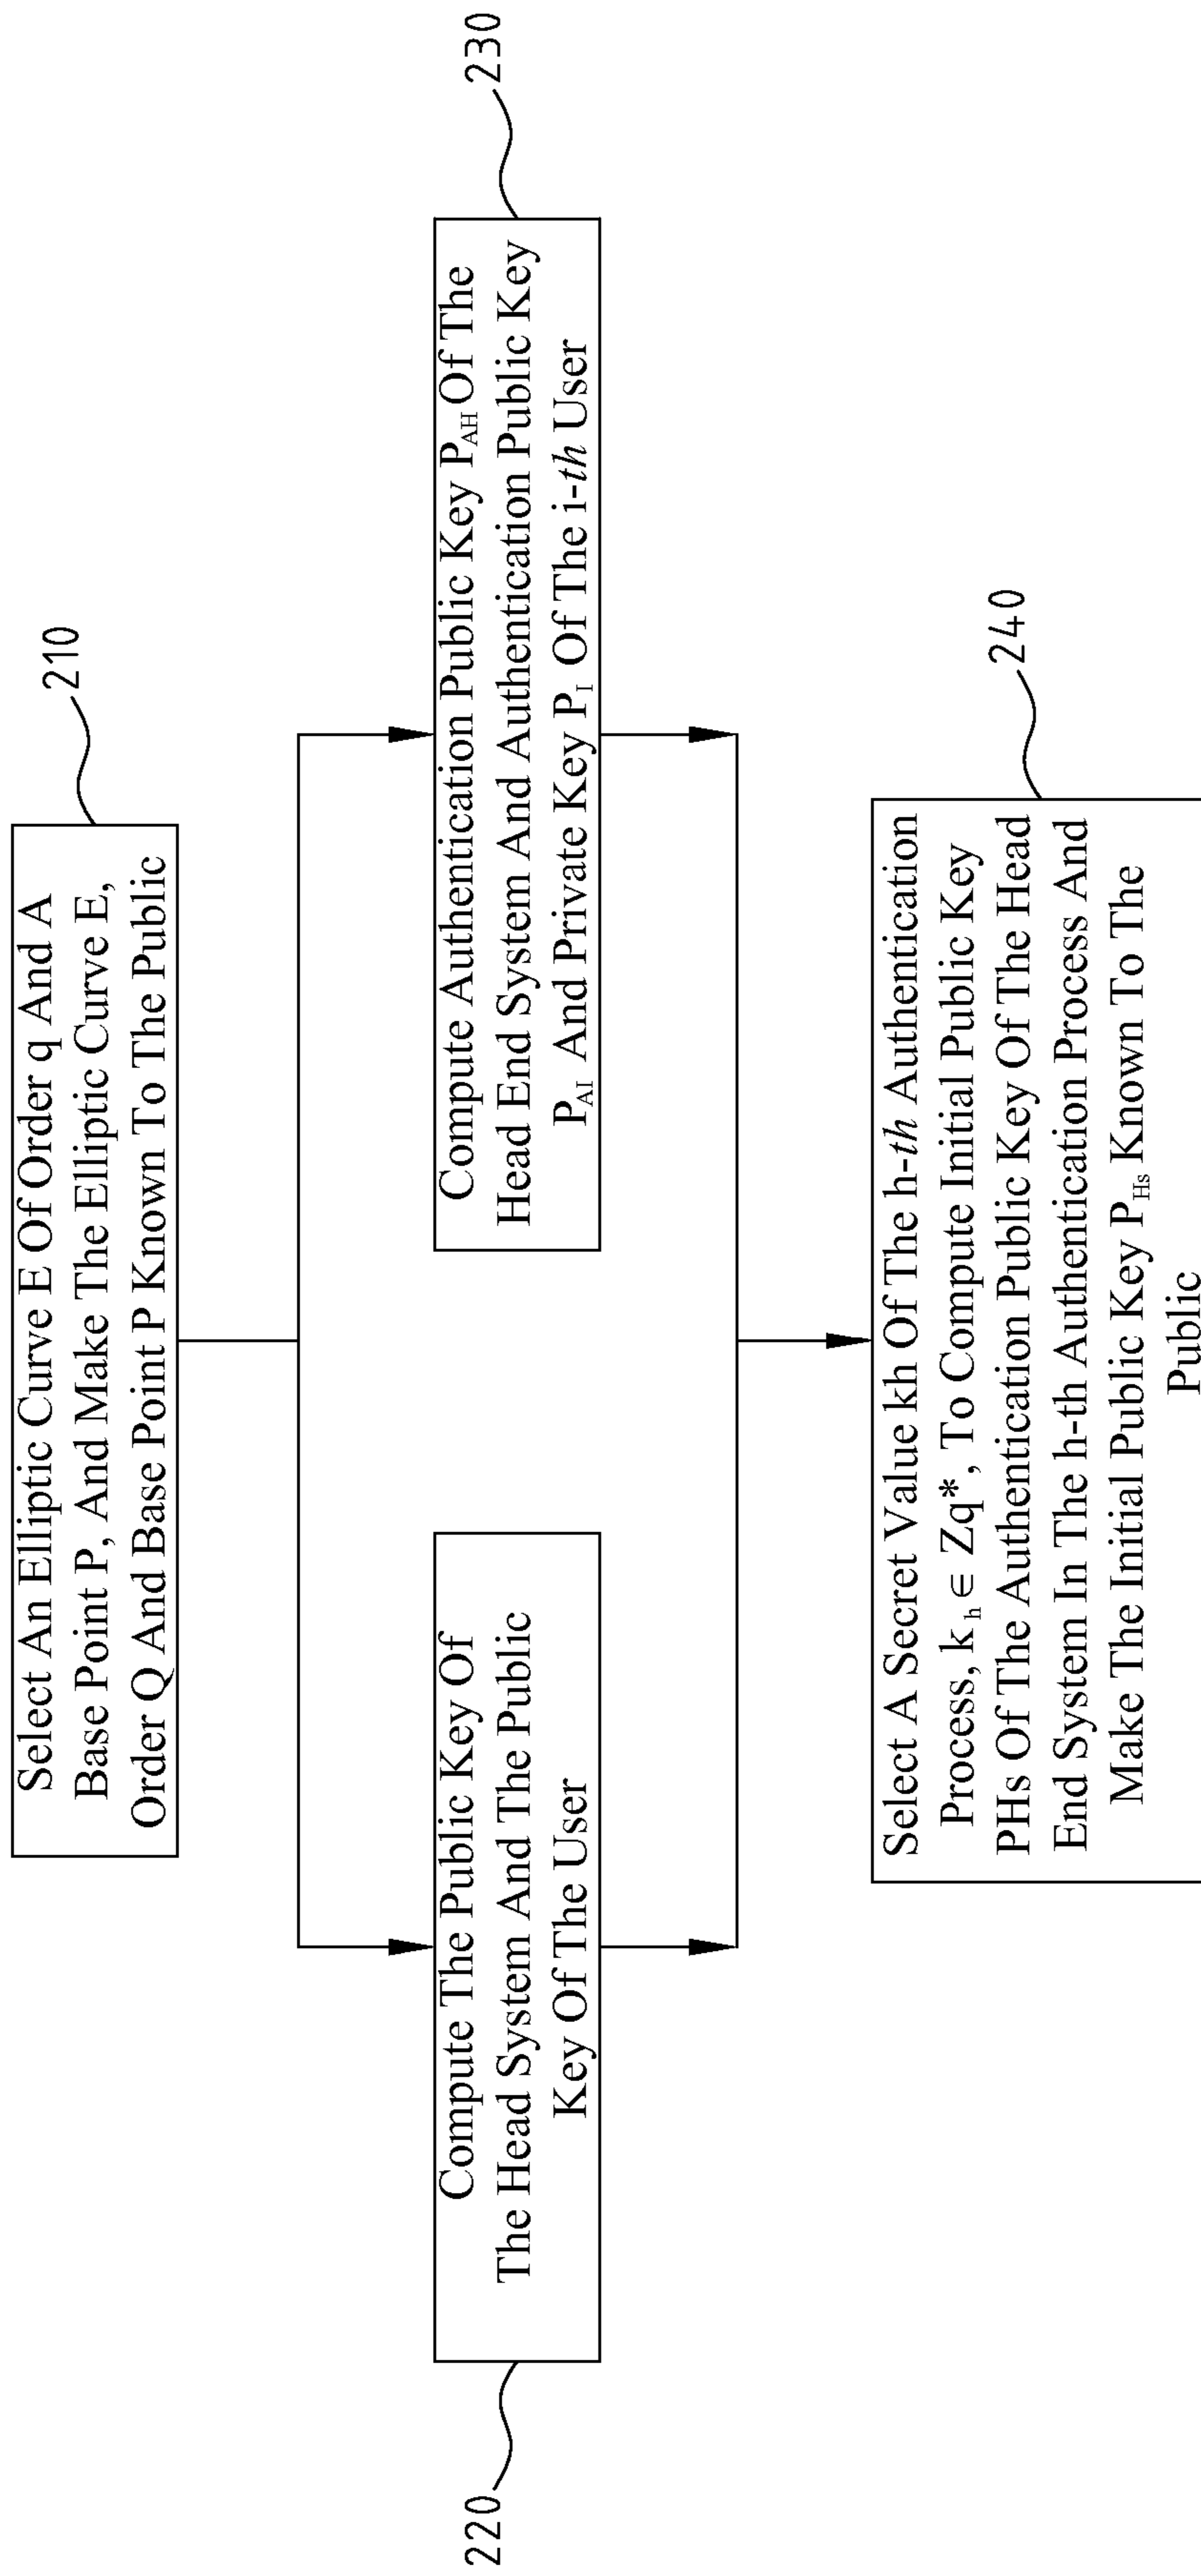 210
Select An Elliptic Curve E Of Order q And A
Base Point P, And Make The Elliptic Curve E,
Order Q And Base Point P Known To The Public
220
Compute The Public Key Of
The Head System And The Public
Key Of The User
230
Compute Authentication Public Key P_AH Of The
Head End System And Authentication Public Key
P_AI And Private Key P_I Of The i-th User
240
Select A Secret Value kh Of The h-th Authentication
Process, k_h ∈ Zq*, To Compute Initial Public Key
PHs Of The Authentication Public Key Of The Head
End System In The h-th Authentication Process And
Make The Initial Public Key P_Hs Known To The
Public